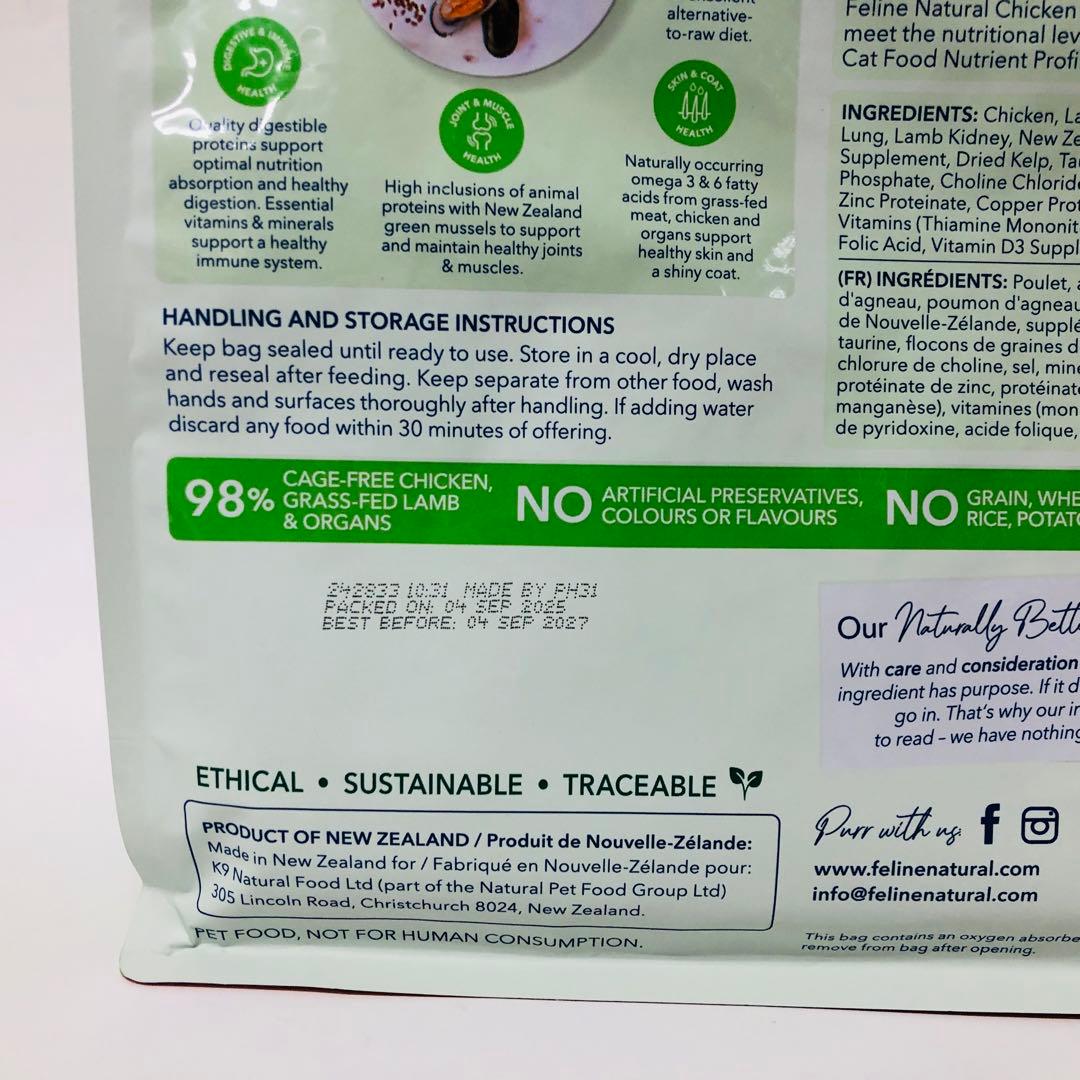 DIGESTIVE & IMMUNE
HEALTH
Quality digestible
proteins support
optimal nutrition
absorption and healthy
digestion. Essential
vitamins & minerals
support a healthy
immune system.
JOINT & MUSCLE
HEALTH
High inclusions of animal
proteins with New Zealand
green mussels to support
and maintain healthy joints
& muscles.
alternative-
to-raw diet.
SKIN & COAT
HEALTH
Naturally occurring
omega 3 & 6 fatty
acids from grass-fed
meat, chicken and
organs support
healthy skin and
a shiny coat.
HANDLING AND STORAGE INSTRUCTIONS
Keep bag sealed until ready to use. Store in a cool, dry place
and reseal after feeding. Keep separate from other food, wash
hands and surfaces thoroughly after handling. If adding water
discard any food within 30 minutes of offering.
Feline Natural Chicken
meet the nutritional lev
Cat Food Nutrient Profi
INGREDIENTS: Chicken, La
Lung, Lamb Kidney, New Ze
Supplement, Dried Kelp, Ta
Phosphate, Choline Chlorid
Zinc Proteinate, Copper Prot
Vitamins (Thiamine Mononit
Folic Acid, Vitamin D3 Suppl
(FR) INGRÉDIENTS: Poulet,
d'agneau, poumon d'agneau
de Nouvelle-Zélande, supplé
taurine, flocons de graines d
chlorure de choline, sel, miné
protéinate de zinc, protéinat
manganèse), vitamines (mon
de pyridoxine, acide folique,
98% CAGE-FREE CHICKEN,
GRASS-FED LAMB
& ORGANS
NO ARTIFICIAL PRESERVATIVES,
COLOURS OR FLAVOURS
NO GRAIN, WHE
RICE, POTATO
242833 10:31 MADE BY PH31
PACKED ON: 04 SEP 2025
BEST BEFORE: 04 SEP 2027
Our Naturally Bette
With care and consideration
ingredient has purpose. If it d
go in. That's why our in
to read – we have nothing
ETHICAL • SUSTAINABLE • TRACEABLE
PRODUCT OF NEW ZEALAND / Produit de Nouvelle-Zélande:
Made in New Zealand for / Fabriqué en Nouvelle-Zélande pour:
K9 Natural Food Ltd (part of the Natural Pet Food Group Ltd)
305 Lincoln Road, Christchurch 8024, New Zealand.
PET FOOD, NOT FOR HUMAN CONSUMPTION.
Purr with us:
www.felinenatural.com
info@felinenatural.com
This bag contains an oxygen absorbe
remove from bag after opening.